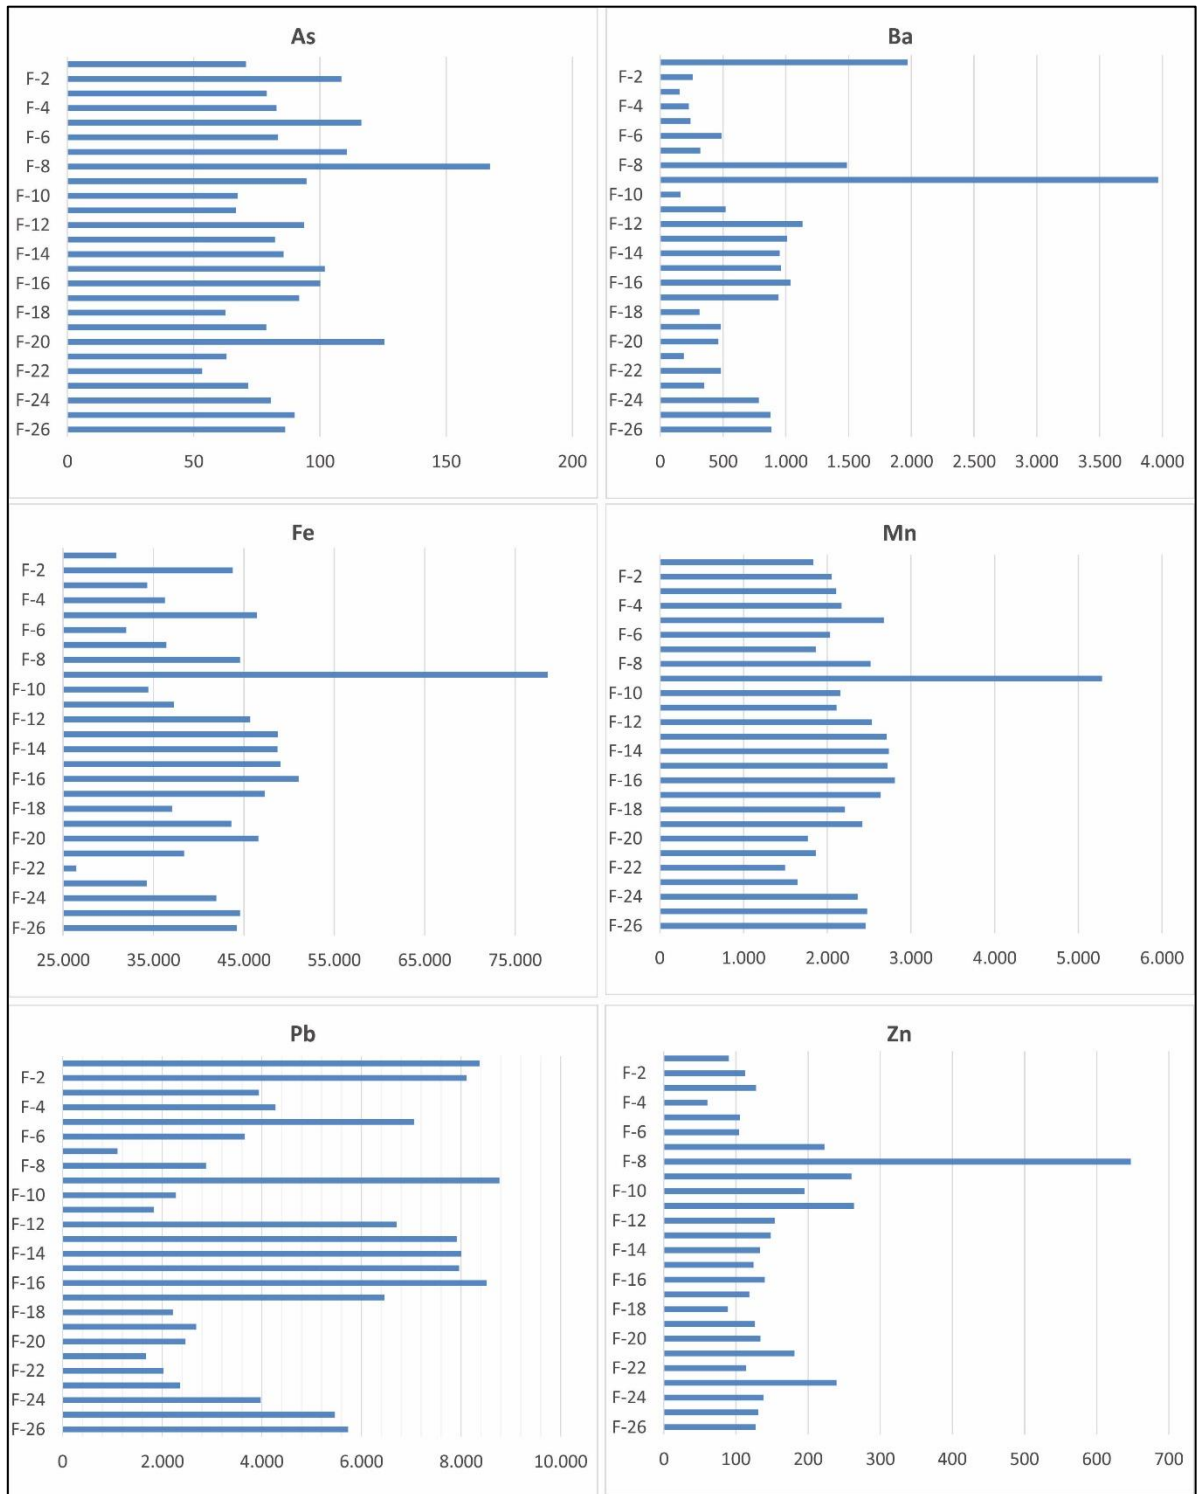 As
F-2
F-4
F-6
F-8
F-10
F-12
F-14
F-16
F-18
F-20
F-22
F-24
F-26
0 50 100 150 200
Ba
F-2
F-4
F-6
F-8
F-10
F-12
F-14
F-16
F-18
F-20
F-22
F-24
F-26
0 500 1.000 1.500 2.000 2.500 3.000 3.500 4.000
Fe
F-2
F-4
F-6
F-8
F-10
F-12
F-14
F-16
F-18
F-20
F-22
F-24
F-26
25.000 35.000 45.000 55.000 65.000 75.000
Mn
F-2
F-4
F-6
F-8
F-10
F-12
F-14
F-16
F-18
F-20
F-22
F-24
F-26
0 1.000 2.000 3.000 4.000 5.000 6.000
Pb
F-2
F-4
F-6
F-8
F-10
F-12
F-14
F-16
F-18
F-20
F-22
F-24
F-26
0 2.000 4.000 6.000 8.000 10.000
Zn
F-2
F-4
F-6
F-8
F-10
F-12
F-14
F-16
F-18
F-20
F-22
F-24
F-26
0 100 200 300 400 500 600 700